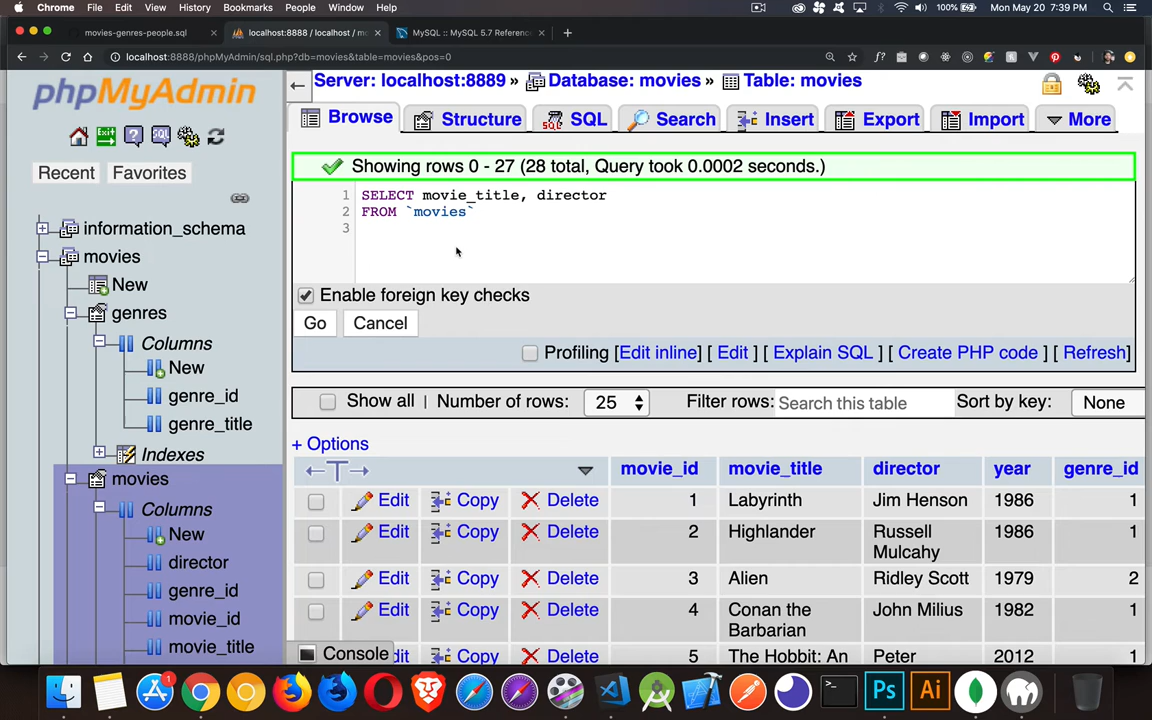 Chrome File Edit View History Bookmarks People Window Help 100% Mon May 20 7:39 PM
movies-genres-people.sql localhost:8888 / localhost / mo MySQL :: MySQL 5.7 Referenc
localhost:8888/phpMyAdmin/sql.php?db=movies&table=movies&pos=0
phpMyAdmin
Recent Favorites
information_schema
movies
New
genres
Columns
New
genre_id
genre_title
Indexes
movies
Columns
New
director
genre_id
movie_id
movie_title
Server: localhost:8889 » Database: movies » Table: movies
Browse Structure SQL Search Insert Export Import More
Showing rows 0 - 27 (28 total, Query took 0.0002 seconds.)
1 SELECT movie_title, director
2 FROM `movies`
3
Enable foreign key checks
Go Cancel
Profiling [Edit inline] [ Edit ] [ Explain SQL ] [ Create PHP code ] [ Refresh]
Show all | Number of rows: 25 Filter rows: Search this table Sort by key: None
+ Options
←T→ movie_id movie_title director year genre_id
Edit Copy Delete 1 Labyrinth Jim Henson 1986 1
Edit Copy Delete 2 Highlander Russell Mulcahy 1986 1
Edit Copy Delete 3 Alien Ridley Scott 1979 2
Edit Copy Delete 4 Conan the Barbarian John Milius 1982 1
Console dit Copy Delete 5 The Hobbit: An Peter 2012 1
1
Ps Ai